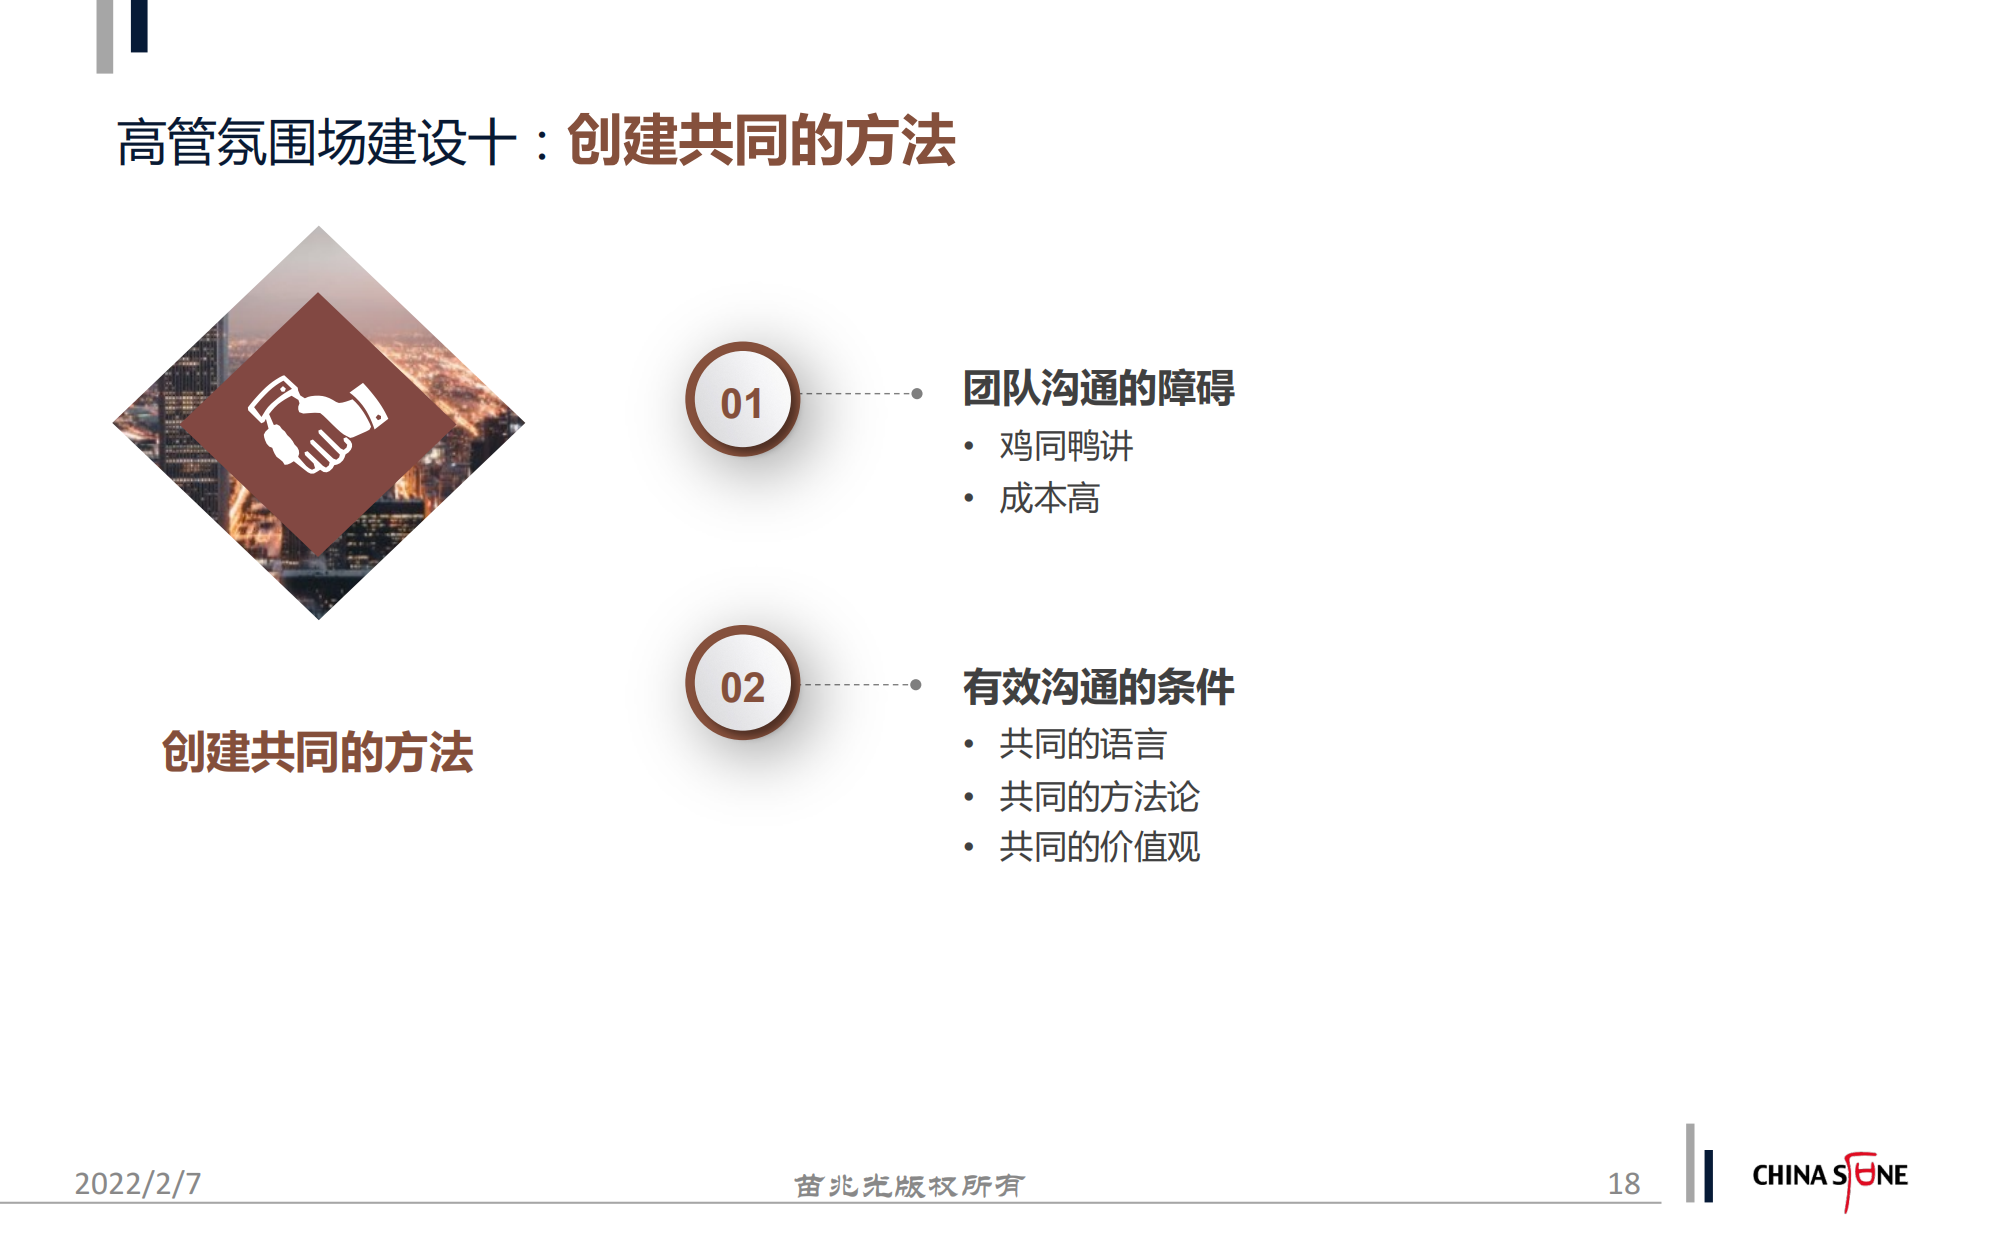 高管氛围场建设十：创建共同的方法
01
团队沟通的障碍
• 鸡同鸭讲
• 成本高
02
有效沟通的条件
• 共同的语言
• 共同的方法论
• 共同的价值观
创建共同的方法
2022/2/7
苗兆光版权所有
18
CHINA STONE